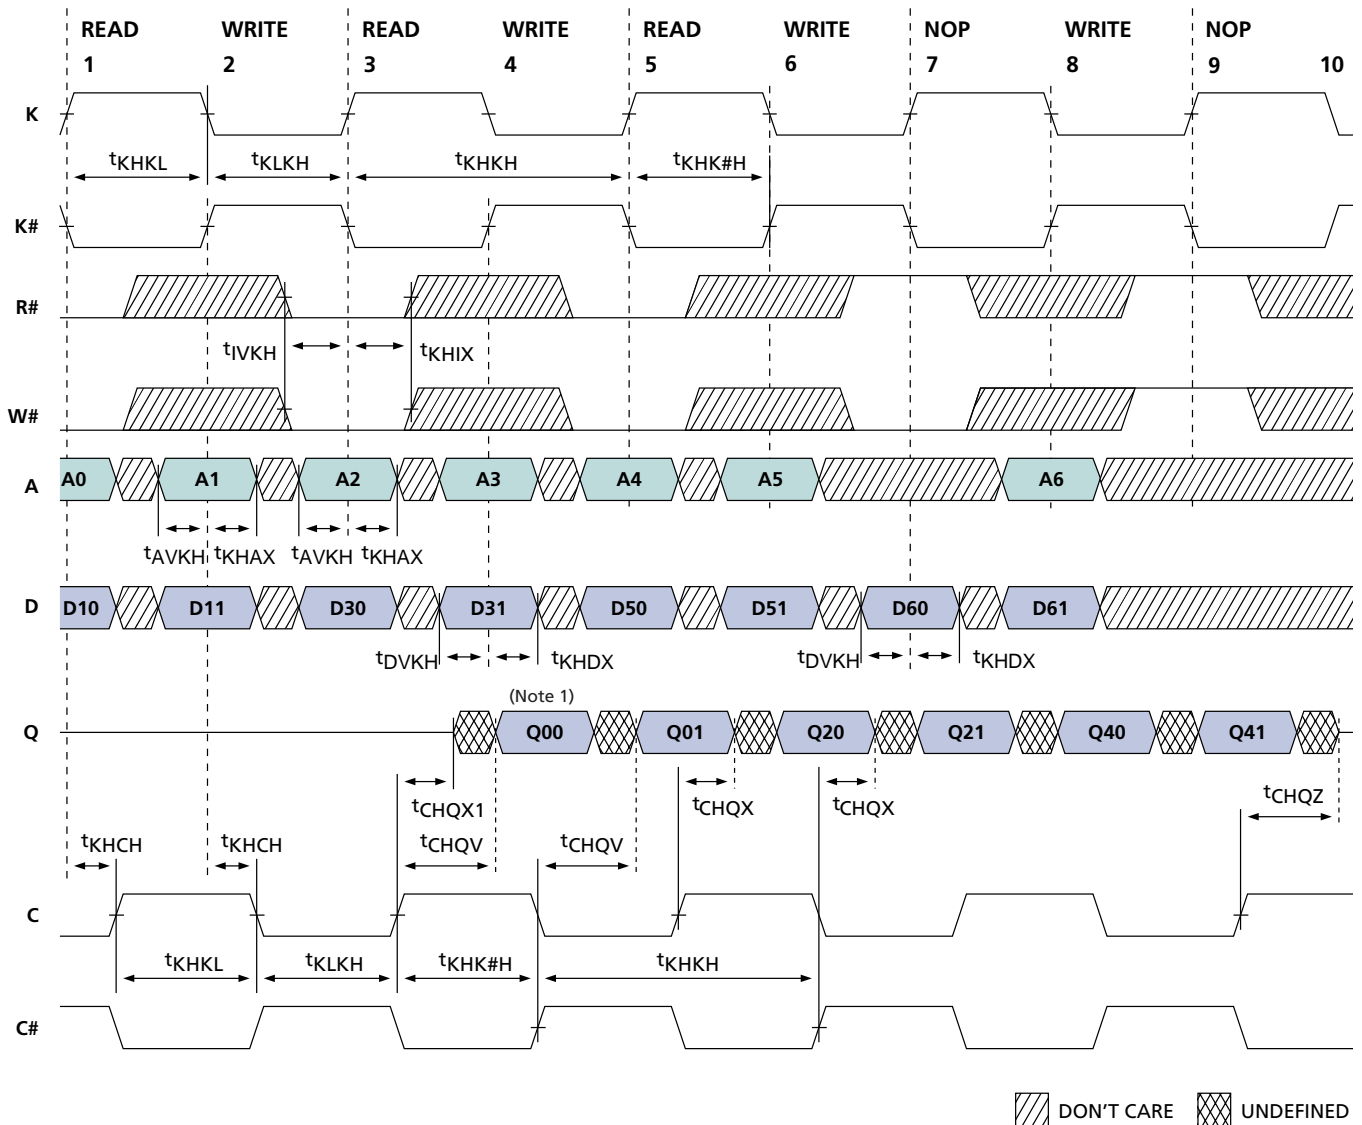 READ WRITE READ WRITE READ WRITE NOP WRITE NOP
1 2 3 4 5 6 7 8 9 10
K
tKHKL tKLKH tKHKH tKHK#H
K#
R#
tIVKH tKHIX
W#
A A0 A1 A2 A3 A4 A5 A6
tAVKH tKHAX tAVKH tKHAX
D D10 D11 D30 D31 D50 D51 D60 D61
tDVKH tKHDX tDVKH tKHDX
(Note 1)
Q Q00 Q01 Q20 Q21 Q40 Q41
tCHQX1 tCHQX tCHQX tCHQZ
tKHCH tKHCH tCHQV tCHQV
C
tKHKL tKLKH tKHK#H tKHKH
C#
DON'T CARE UNDEFINED